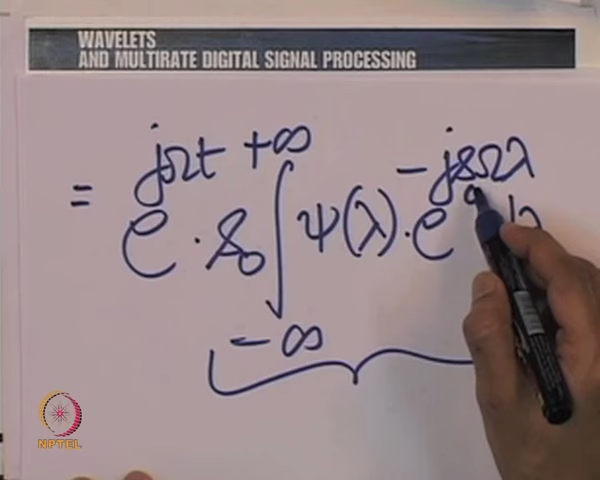 WAVELETS
AND MULTIRATE DIGITAL SIGNAL PROCESSING
= e^{jΩt} · s₀ ∫_{-∞}^{+∞} ψ(λ) · e^{-js₀Ωλ}
NPTEL